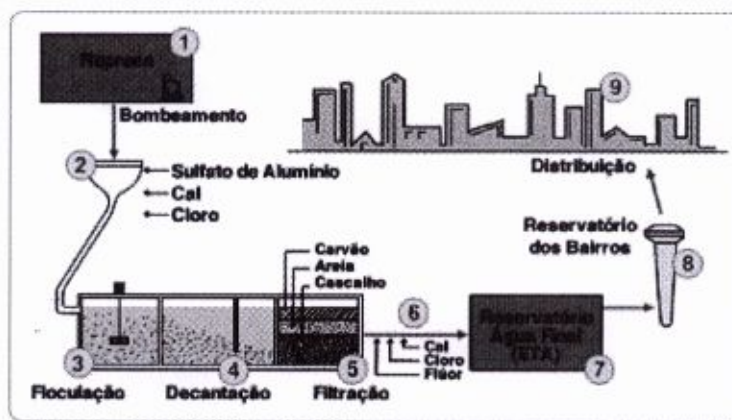 1
Represa
Bombeamento
2
Sulfato de Alumínio
Cal
Cloro
9
Distribuição
Reservatório
dos Bairros
8
Carvão
Areia
Cascalho
3
Floculação
4
Decantação
5
Filtração
6
Cal
Cloro
Flúor
Reservatório
Água Final
(ETA)
7